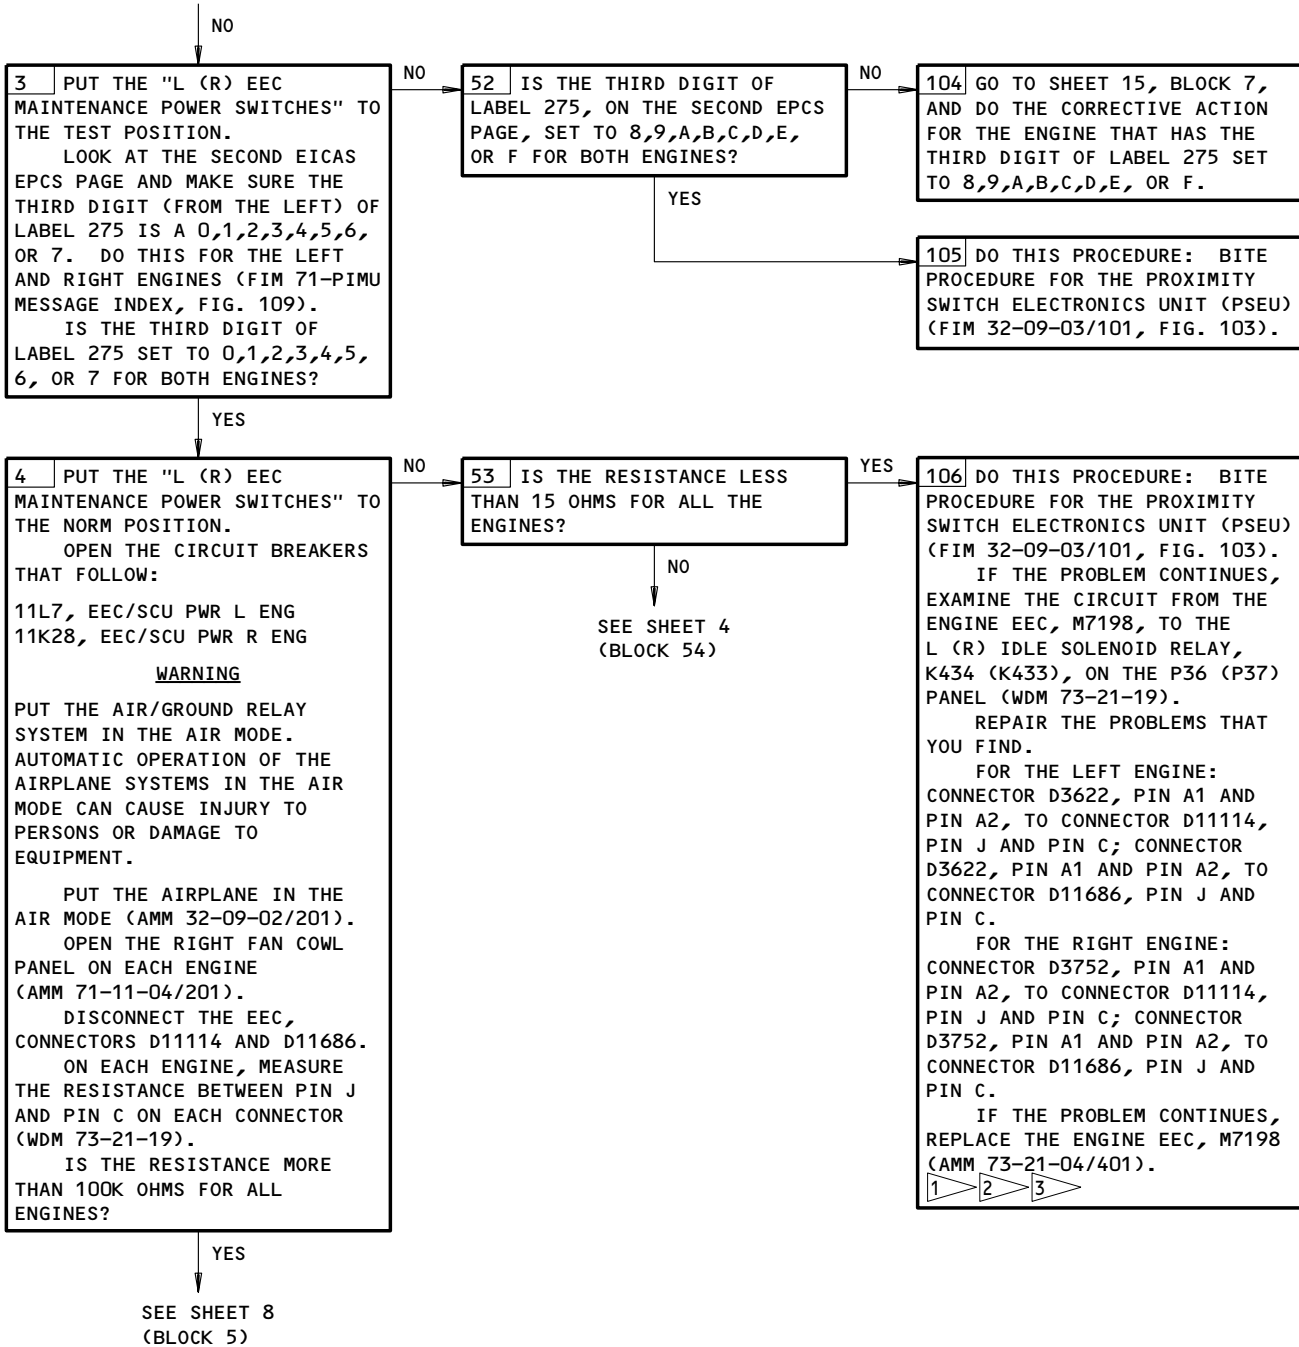 NO
3 PUT THE "L (R) EEC
MAINTENANCE POWER SWITCHES" TO
THE TEST POSITION.
LOOK AT THE SECOND EICAS
EPCS PAGE AND MAKE SURE THE
THIRD DIGIT (FROM THE LEFT) OF
LABEL 275 IS A 0,1,2,3,4,5,6,
OR 7. DO THIS FOR THE LEFT
AND RIGHT ENGINES (FIM 71-PIMU
MESSAGE INDEX, FIG. 109).
IS THE THIRD DIGIT OF
LABEL 275 SET TO 0,1,2,3,4,5,
6, OR 7 FOR BOTH ENGINES?
NO
52 IS THE THIRD DIGIT OF
LABEL 275, ON THE SECOND EPCS
PAGE, SET TO 8,9,A,B,C,D,E,
OR F FOR BOTH ENGINES?
NO
104 GO TO SHEET 15, BLOCK 7,
AND DO THE CORRECTIVE ACTION
FOR THE ENGINE THAT HAS THE
THIRD DIGIT OF LABEL 275 SET
TO 8,9,A,B,C,D,E, OR F.
YES
105 DO THIS PROCEDURE: BITE
PROCEDURE FOR THE PROXIMITY
SWITCH ELECTRONICS UNIT (PSEU)
(FIM 32-09-03/101, FIG. 103).
YES
4 PUT THE "L (R) EEC
MAINTENANCE POWER SWITCHES" TO
THE NORM POSITION.
OPEN THE CIRCUIT BREAKERS
THAT FOLLOW:
11L7, EEC/SCU PWR L ENG
11K28, EEC/SCU PWR R ENG
WARNING
PUT THE AIR/GROUND RELAY
SYSTEM IN THE AIR MODE.
AUTOMATIC OPERATION OF THE
AIRPLANE SYSTEMS IN THE AIR
MODE CAN CAUSE INJURY TO
PERSONS OR DAMAGE TO
EQUIPMENT.
PUT THE AIRPLANE IN THE
AIR MODE (AMM 32-09-02/201).
OPEN THE RIGHT FAN COWL
PANEL ON EACH ENGINE
(AMM 71-11-04/201).
DISCONNECT THE EEC,
CONNECTORS D11114 AND D11686.
ON EACH ENGINE, MEASURE
THE RESISTANCE BETWEEN PIN J
AND PIN C ON EACH CONNECTOR
(WDM 73-21-19).
IS THE RESISTANCE MORE
THAN 100K OHMS FOR ALL
ENGINES?
NO
53 IS THE RESISTANCE LESS
THAN 15 OHMS FOR ALL THE
ENGINES?
NO
SEE SHEET 4
(BLOCK 54)
YES
106 DO THIS PROCEDURE: BITE
PROCEDURE FOR THE PROXIMITY
SWITCH ELECTRONICS UNIT (PSEU)
(FIM 32-09-03/101, FIG. 103).
IF THE PROBLEM CONTINUES,
EXAMINE THE CIRCUIT FROM THE
ENGINE EEC, M7198, TO THE
L (R) IDLE SOLENOID RELAY,
K434 (K433), ON THE P36 (P37)
PANEL (WDM 73-21-19).
REPAIR THE PROBLEMS THAT
YOU FIND.
FOR THE LEFT ENGINE:
CONNECTOR D3622, PIN A1 AND
PIN A2, TO CONNECTOR D11114,
PIN J AND PIN C; CONNECTOR
D3622, PIN A1 AND PIN A2, TO
CONNECTOR D11686, PIN J AND
PIN C.
FOR THE RIGHT ENGINE:
CONNECTOR D3752, PIN A1 AND
PIN A2, TO CONNECTOR D11114,
PIN J AND PIN C; CONNECTOR
D3752, PIN A1 AND PIN A2, TO
CONNECTOR D11686, PIN J AND
PIN C.
IF THE PROBLEM CONTINUES,
REPLACE THE ENGINE EEC, M7198
(AMM 73-21-04/401).
1 2 3
YES
SEE SHEET 8
(BLOCK 5)